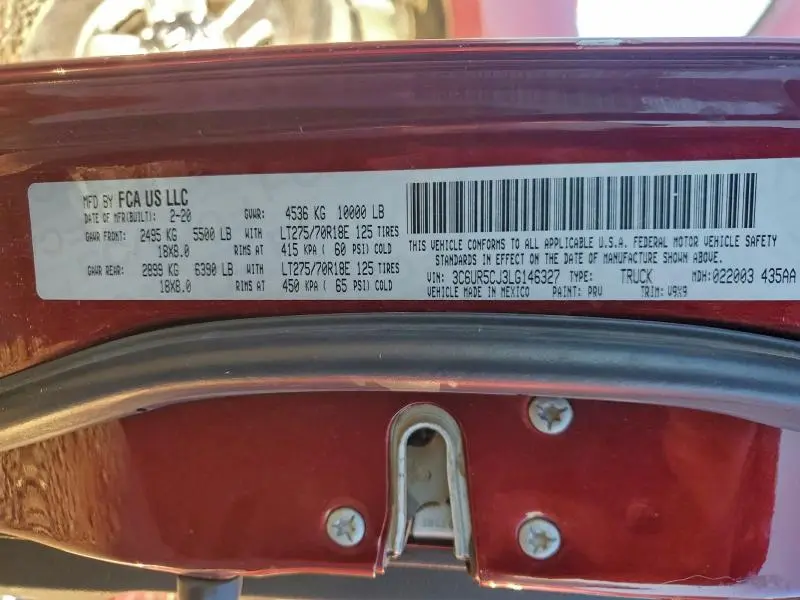 MFD BY FCA US LLC
DATE OF MFR(BUILT): 2-20 GVWR: 4536 KG 10000 LB
GAWR FRONT: 2495 KG 5500 LB WITH LT275/70R18E 125 TIRES
18X8.0 RIMS AT 415 KPA ( 60 PSI) COLD
GAWR REAR: 2899 KG 6390 LB WITH LT275/70R18E 125 TIRES
18X8.0 RIMS AT 450 KPA ( 65 PSI) COLD
THIS VEHICLE CONFORMS TO ALL APPLICABLE U.S.A. FEDERAL MOTOR VEHICLE SAFETY
STANDARDS IN EFFECT ON THE DATE OF MANUFACTURE SHOWN ABOVE.
VIN: 3C6UR5CJ3LG146327 TYPE: TRUCK MDH:022003 435AA
VEHICLE MADE IN MEXICO PAINT: PRV TRIM: V9X9